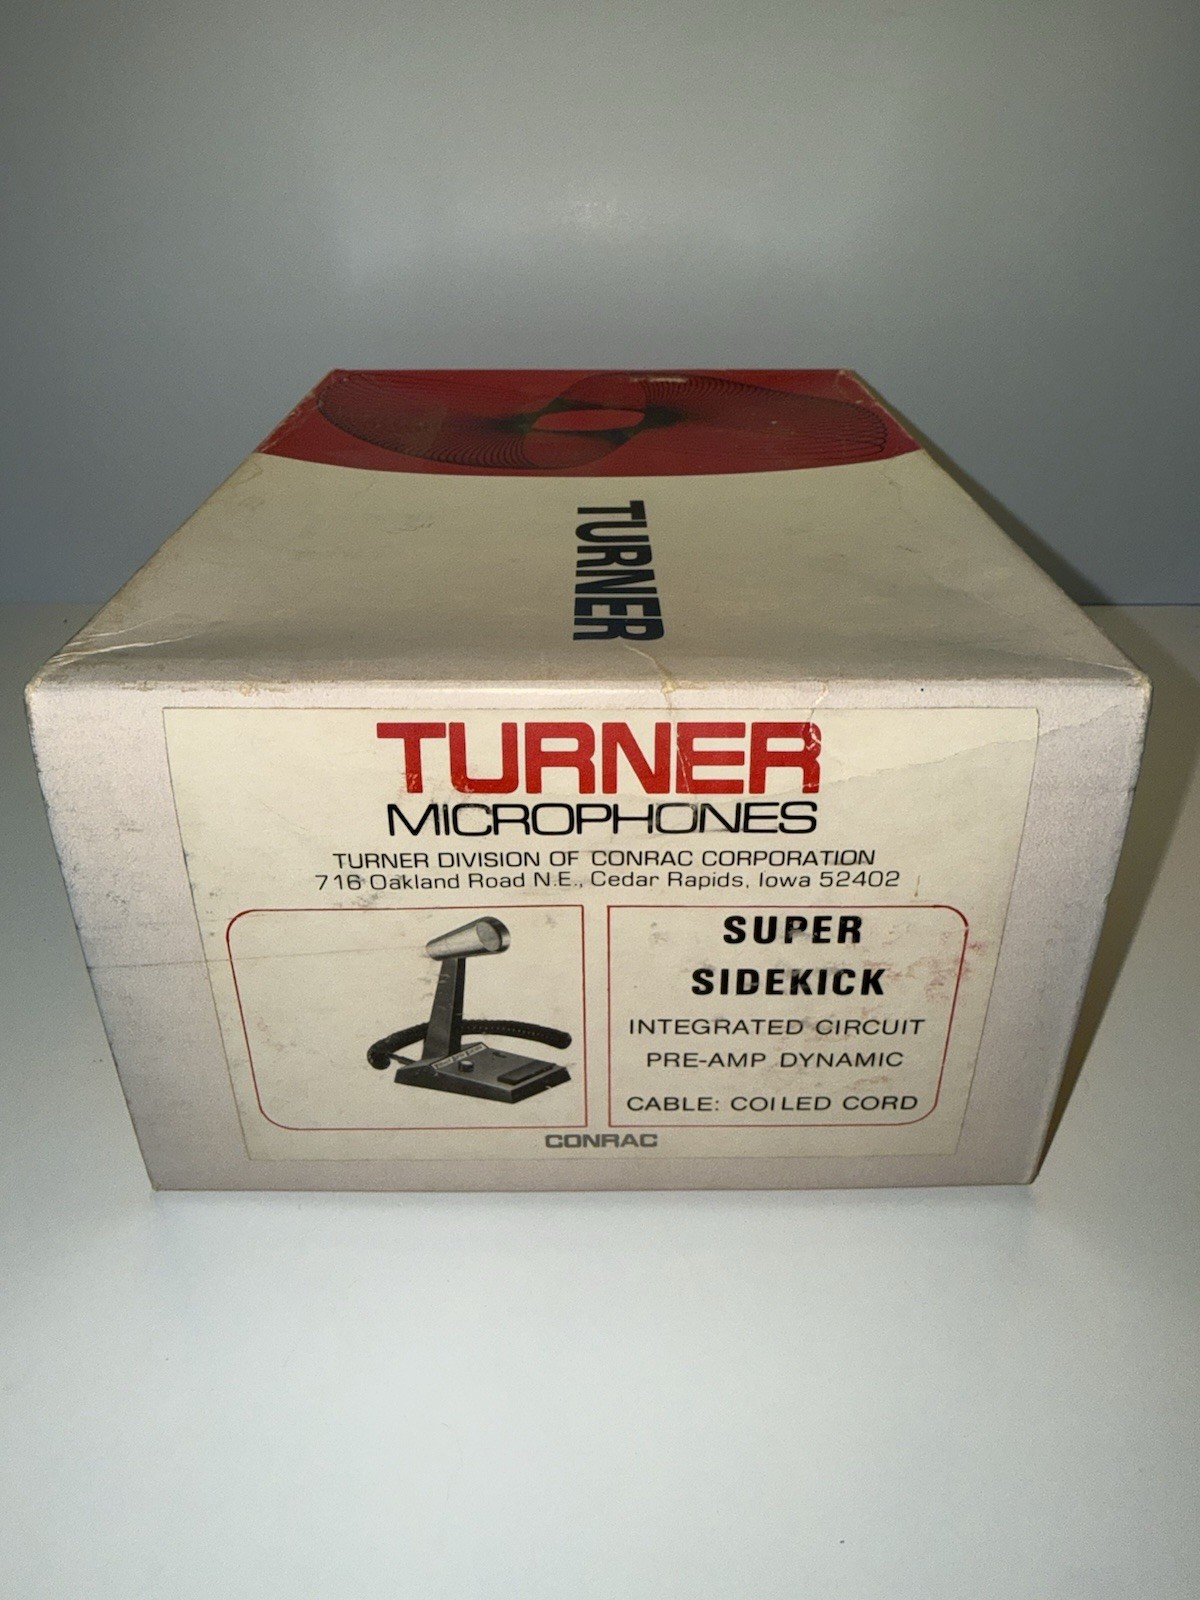 TURNER
TURNER
MICROPHONES
TURNER DIVISION OF CONRAC CORPORATION
716 Oakland Road N.E., Cedar Rapids, Iowa 52402
SUPER
SIDEKICK
INTEGRATED CIRCUIT
PRE-AMP DYNAMIC
CABLE: COILED CORD
CONRAC